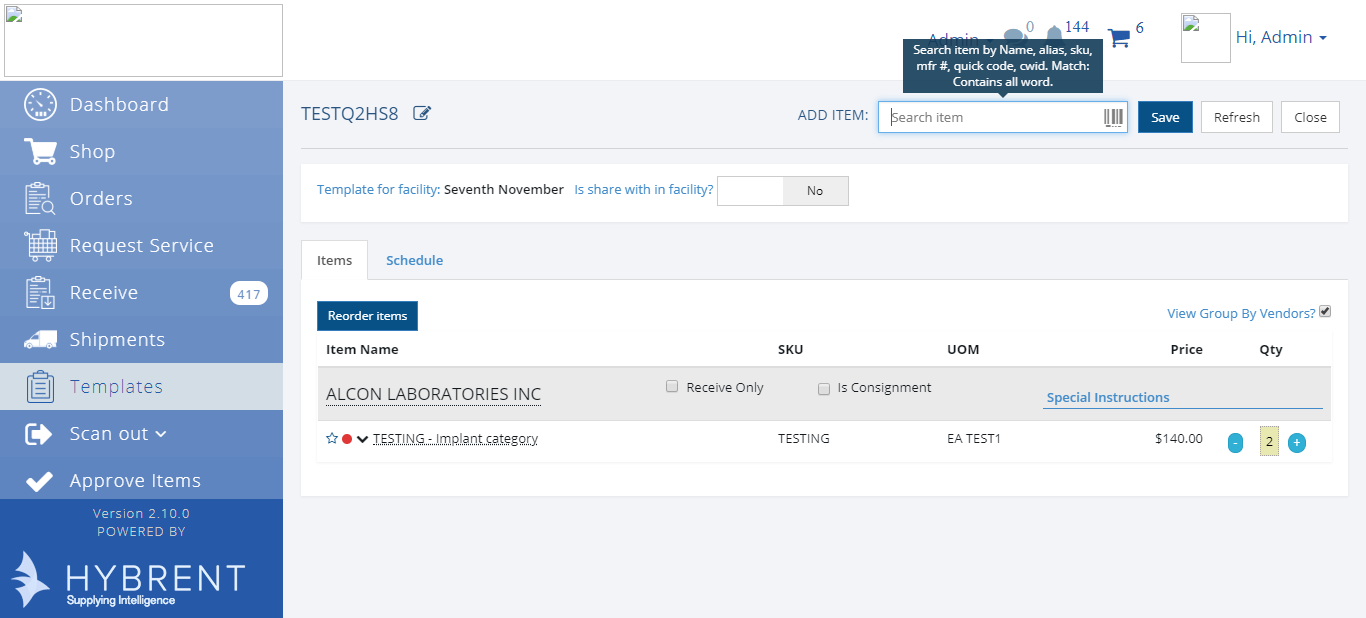 Admin
0
144
6
Hi, Admin
Search item by Name, alias, sku,
mfr #, quick code, cwid. Match:
Contains all word.
Dashboard
Shop
Orders
Request Service
Receive
417
Shipments
Templates
Scan out
Approve Items
Version 2.10.0
POWERED BY
HYBRENT
Supplying Intelligence
TESTQ2HS8
ADD ITEM:
Search item
Save
Refresh
Close
Template for facility: Seventh November Is share with in facility?
No
Items
Schedule
Reorder items
View Group By Vendors?
Item Name SKU UOM Price Qty
ALCON LABORATORIES INC
Receive Only
Is Consignment
Special Instructions
TESTING - Implant category TESTING EA TEST1 $140.00 - 2 +